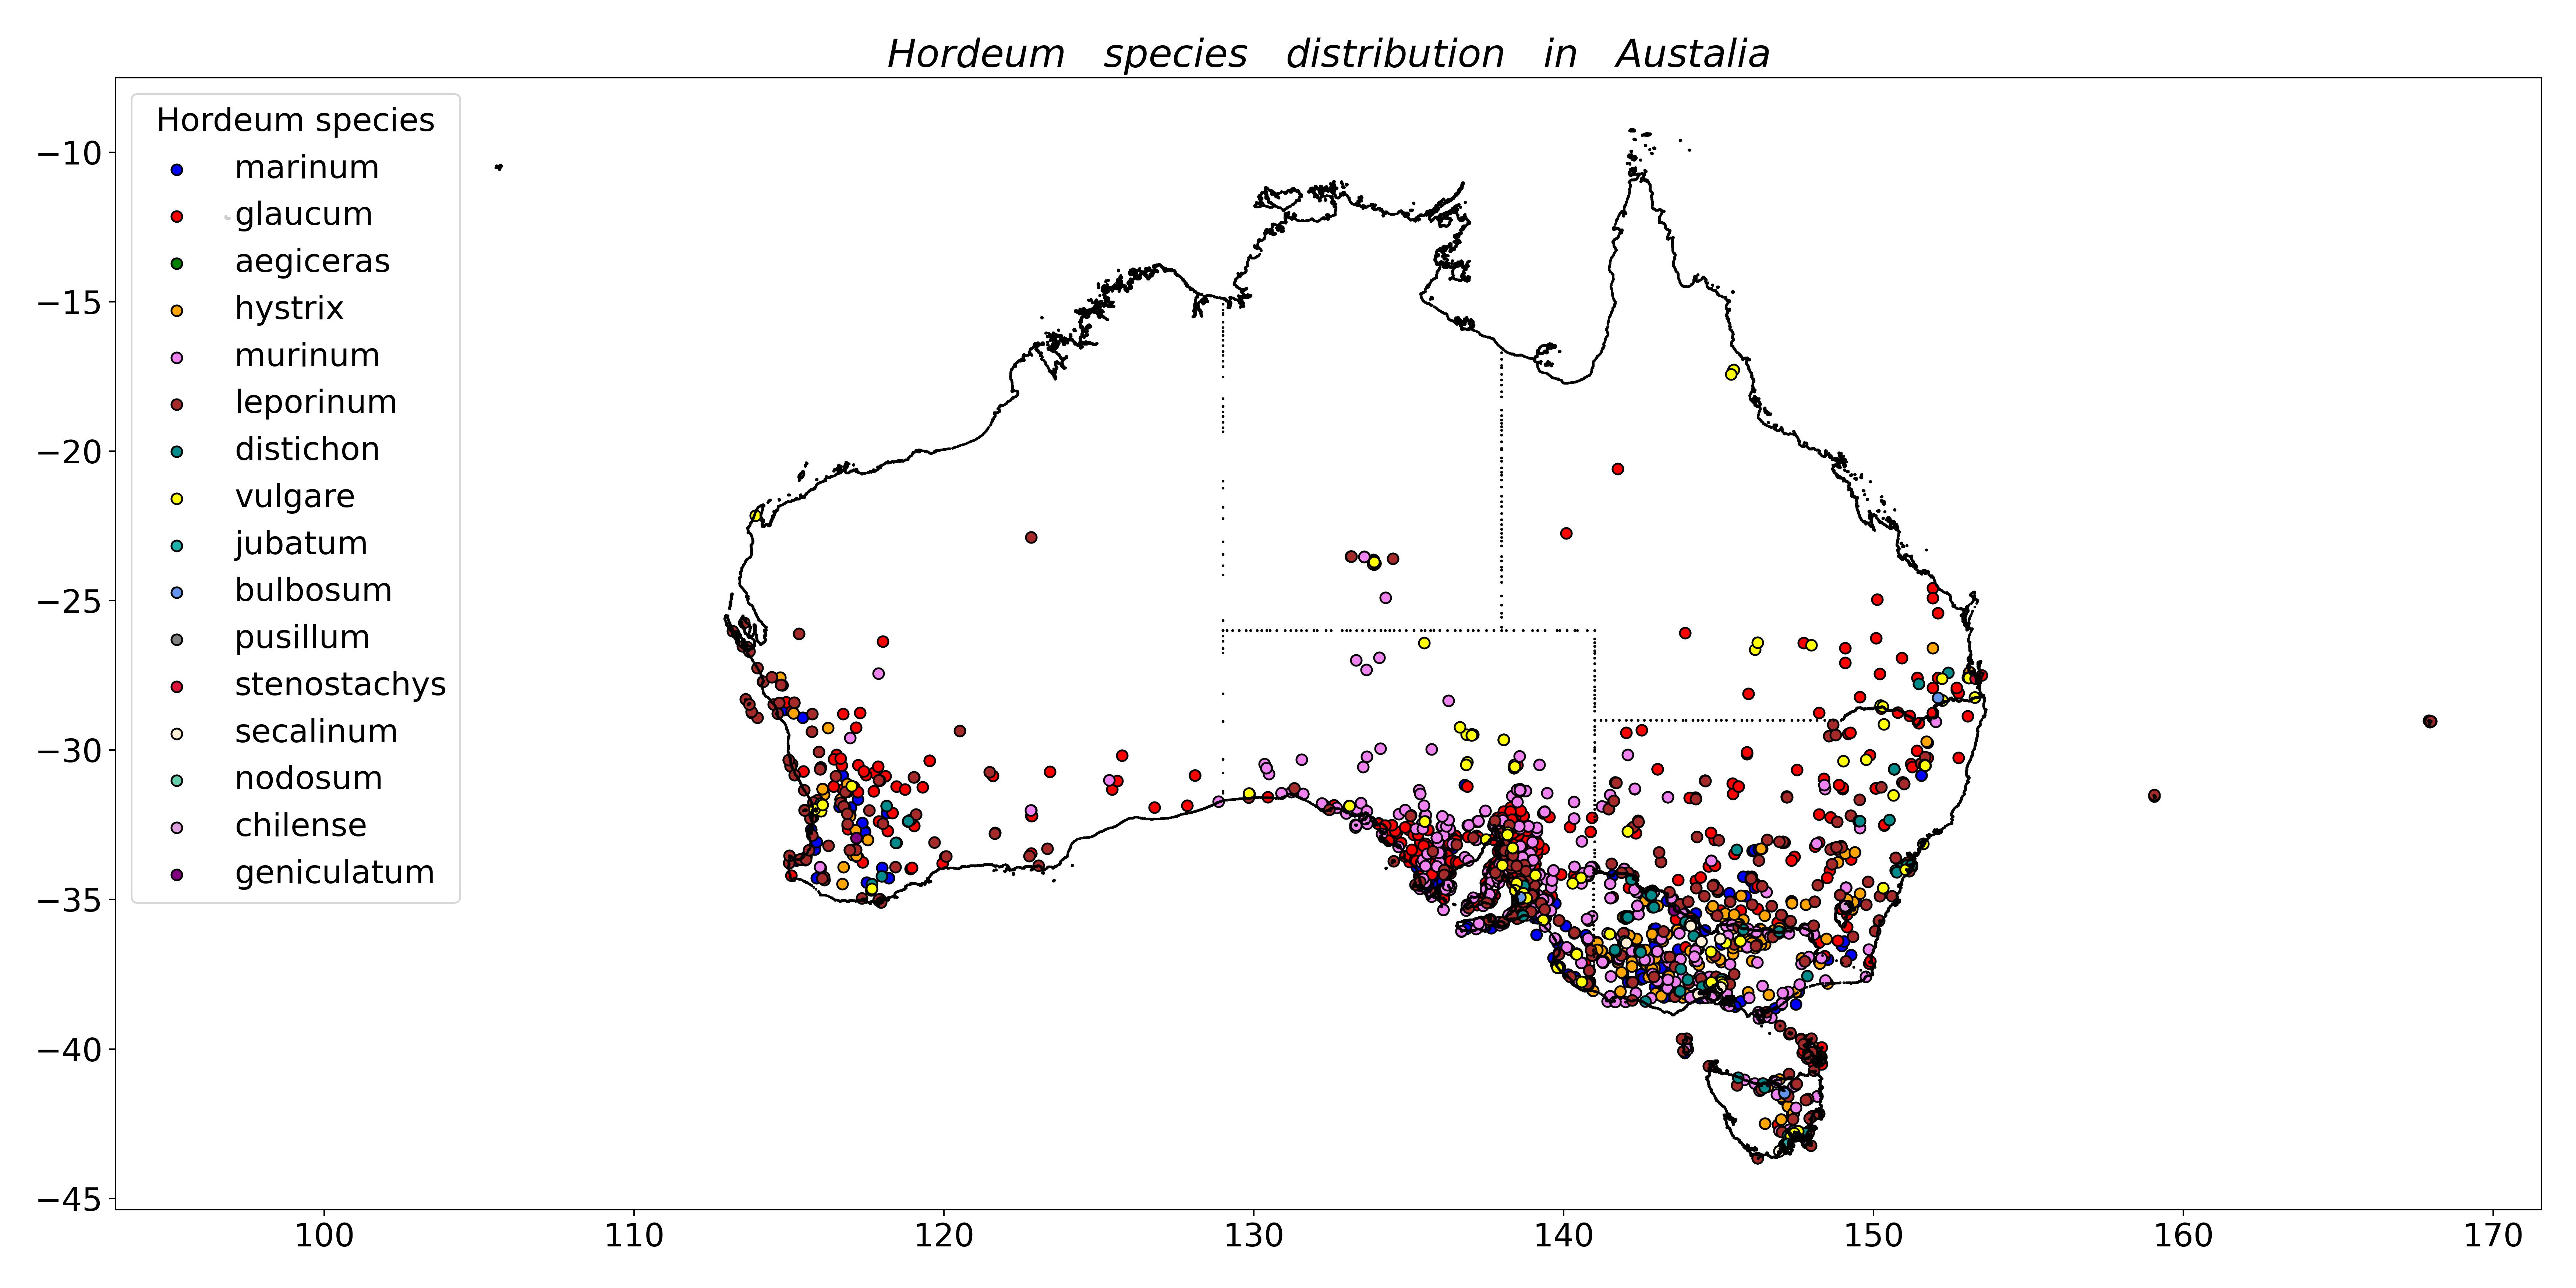 Hordeum species distribution in Austalia
Hordeum species
marinum
glaucum
aegiceras
hystrix
murinum
leporinum
distichon
vulgare
jubatum
bulbosum
pusillum
stenostachys
secalinum
nodosum
chilense
geniculatum
−10
−15
−20
−25
−30
−35
−40
−45
100 110 120 130 140 150 160 170